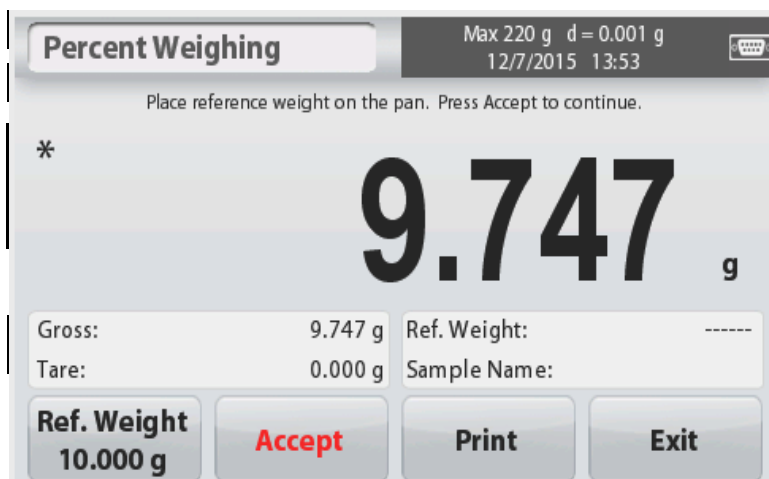 Percent Weighing
Max 220 g d = 0.001 g
12/7/2015 13:53
Place reference weight on the pan. Press Accept to continue.
*
9.747 g
Gross: 9.747 g
Tare: 0.000 g
Ref. Weight: ------
Sample Name:
Ref. Weight
10.000 g
Accept
Print
Exit